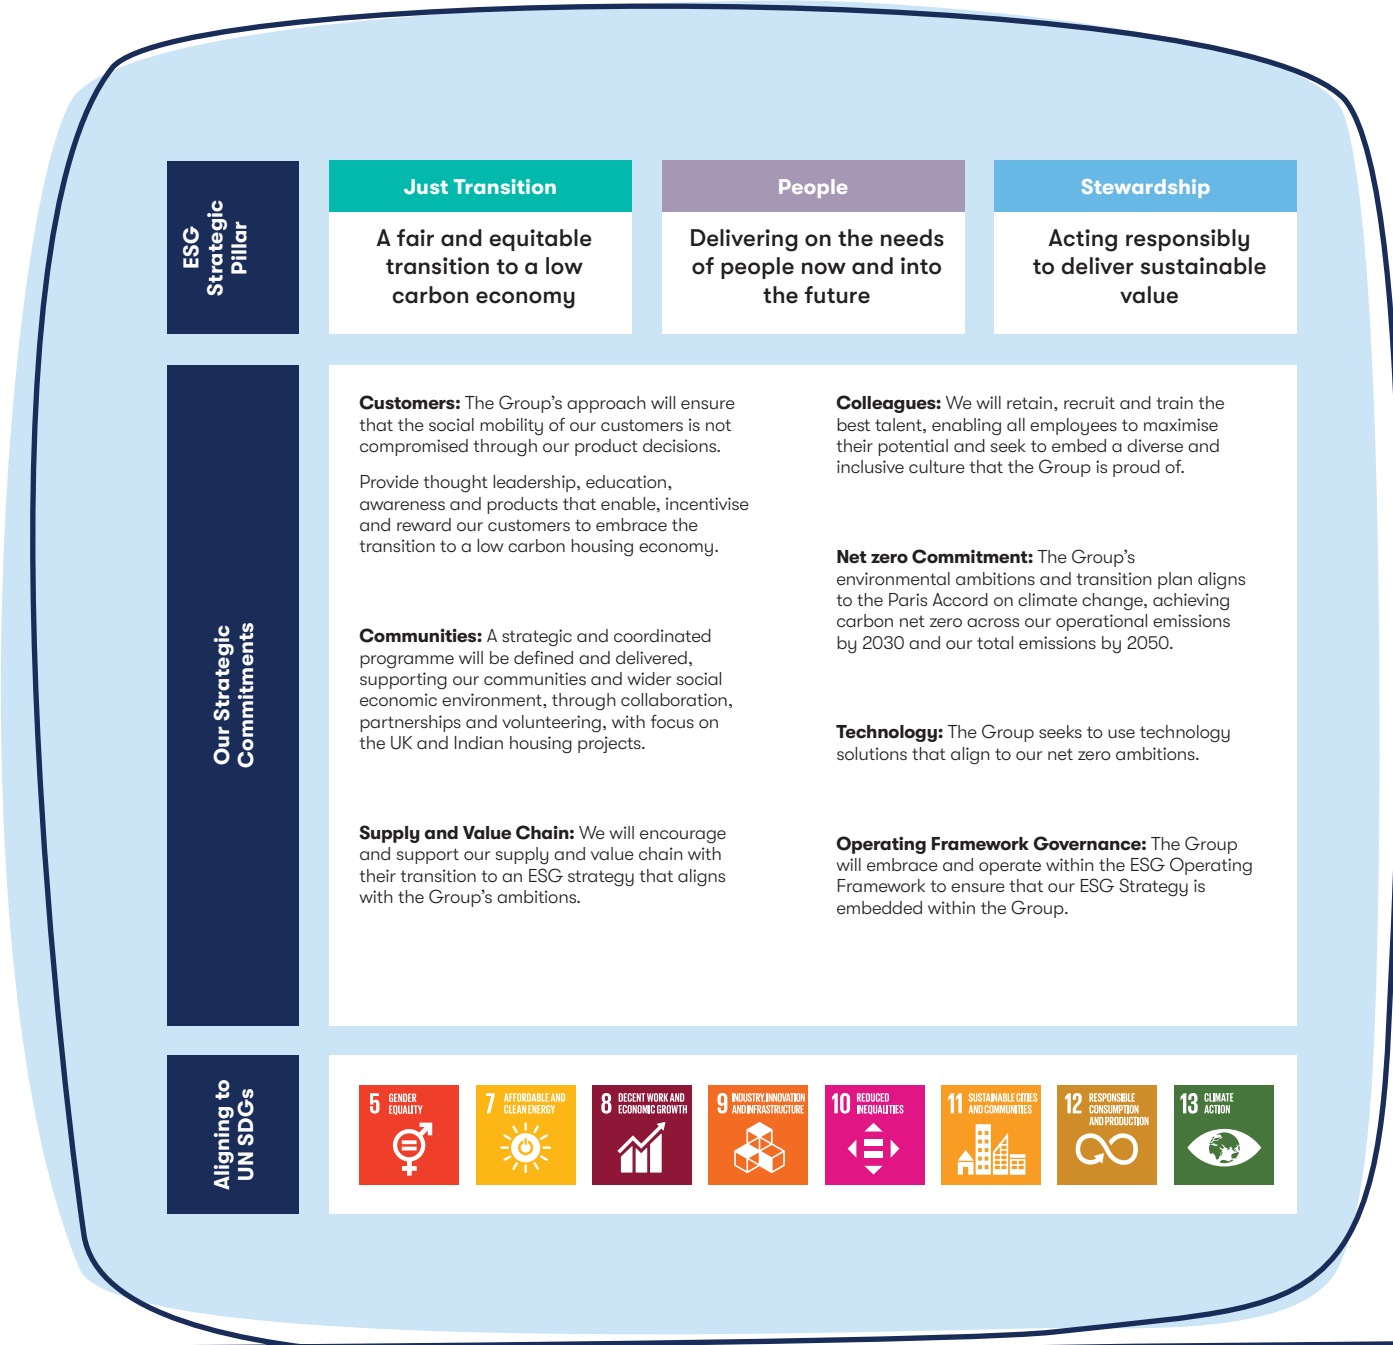 ESG
Strategic
Pillar
Just Transition
A fair and equitable
transition to a low
carbon economy
People
Delivering on the needs
of people now and into
the future
Stewardship
Acting responsibly
to deliver sustainable
value
Our Strategic
Commitments
Customers: The Group's approach will ensure
that the social mobility of our customers is not
compromised through our product decisions.
Provide thought leadership, education,
awareness and products that enable, incentivise
and reward our customers to embrace the
transition to a low carbon housing economy.
Communities: A strategic and coordinated
programme will be defined and delivered,
supporting our communities and wider social
economic environment, through collaboration,
partnerships and volunteering, with focus on
the UK and Indian housing projects.
Supply and Value Chain: We will encourage
and support our supply and value chain with
their transition to an ESG strategy that aligns
with the Group's ambitions.
Colleagues: We will retain, recruit and train the
best talent, enabling all employees to maximise
their potential and seek to embed a diverse and
inclusive culture that the Group is proud of.
Net zero Commitment: The Group's
environmental ambitions and transition plan aligns
to the Paris Accord on climate change, achieving
carbon net zero across our operational emissions
by 2030 and our total emissions by 2050.
Technology: The Group seeks to use technology
solutions that align to our net zero ambitions.
Operating Framework Governance: The Group
will embrace and operate within the ESG Operating
Framework to ensure that our ESG Strategy is
embedded within the Group.
Aligning to
UN SDGs
5 GENDER
EQUALITY
7 AFFORDABLE AND
CLEAN ENERGY
8 DECENT WORK AND
ECONOMIC GROWTH
9 INDUSTRY, INNOVATION
AND INFRASTRUCTURE
10 REDUCED
INEQUALITIES
11 SUSTAINABLE CITIES
AND COMMUNITIES
12 RESPONSIBLE
CONSUMPTION
AND PRODUCTION
13 CLIMATE
ACTION